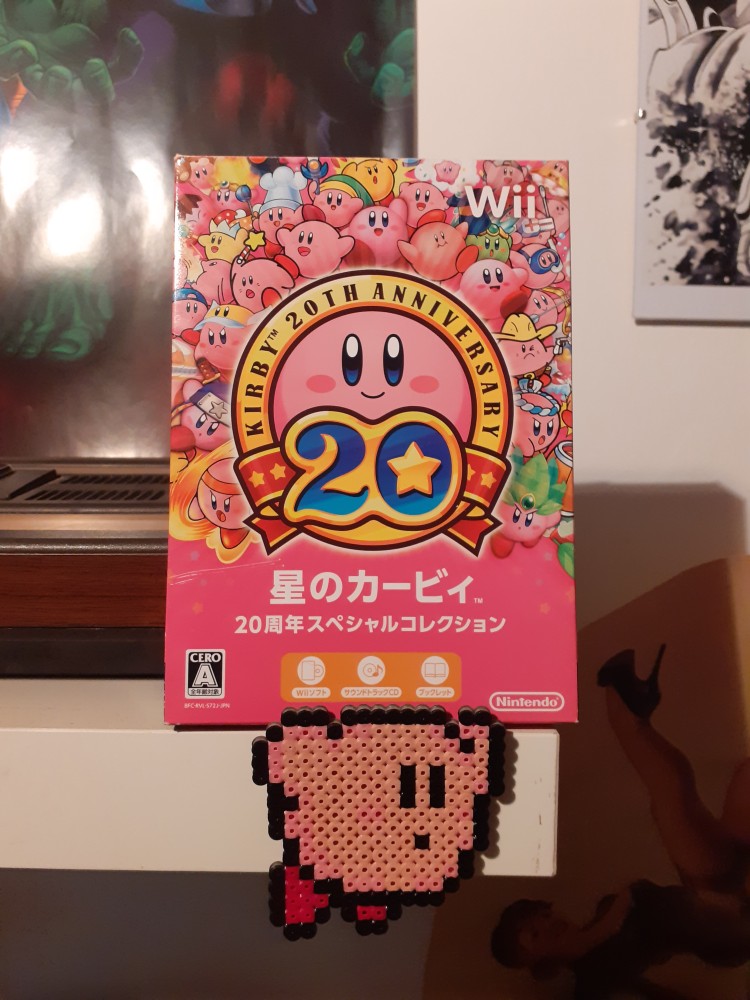 Wii
KIRBY™ 20TH ANNIVERSARY
20
星のカービィ™
20周年スペシャルコレクション
CERO
A
全年齢対象
Wiiソフト
サウンドトラックCD
ブックレット
Nintendo